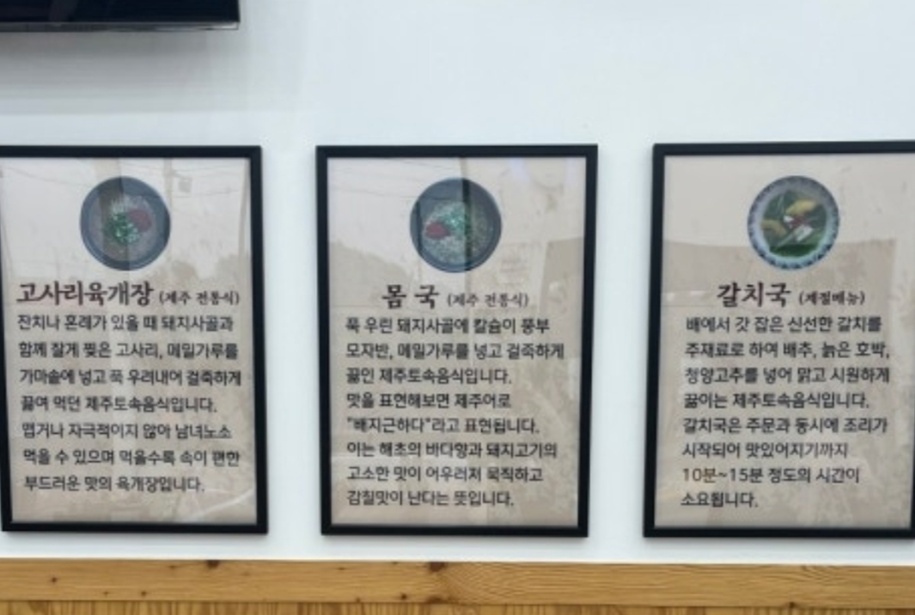 고사리육개장 (제주 전통식)
잔치나 혼례가 있을 때 돼지사골과
함께 잘게 찢은 고사리, 메밀가루를
가마솥에 넣고 푹 우려내어 걸쭉하게
끓여 먹던 제주토속음식입니다.
맵거나 자극적이지 않아 남녀노소
먹을 수 있으며 먹을수록 속이 편한
부드러운 맛의 육개장입니다.
몸 국 (제주 전통식)
푹 우린 돼지사골에 칼슘이 풍부
모자반, 메밀가루를 넣고 걸죽하게
끓인 제주토속음식입니다.
맛을 표현해보면 제주어로
"배지근하다"라고 표현됩니다.
이는 해초의 바다향과 돼지고기의
고소한 맛이 어우러져 묵직하고
감칠맛이 난다는 뜻입니다.
갈치국 (계절메뉴)
배에서 갓 잡은 신선한 갈치를
주재료로 하여 배추, 늙은 호박,
청양고추를 넣어 맑고 시원하게
끓이는 제주토속음식입니다.
갈치국은 주문과 동시에 조리가
시작되어 맛있어지기까지
10분~15분 정도의 시간이
소요됩니다.